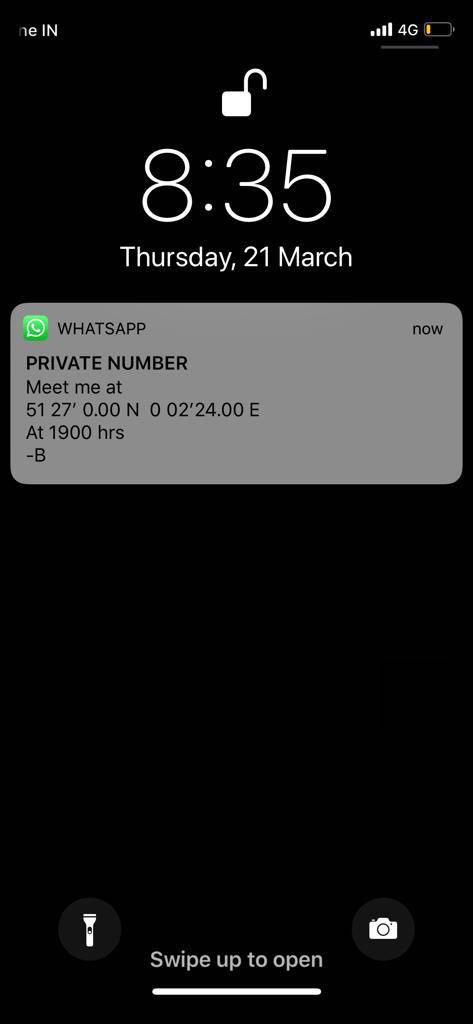 ne IN
4G
8:35
Thursday, 21 March
WHATSAPP
now
PRIVATE NUMBER
Meet me at
51 27’ 0.00 N  0 02’24.00 E
At 1900 hrs
-B
Swipe up to open